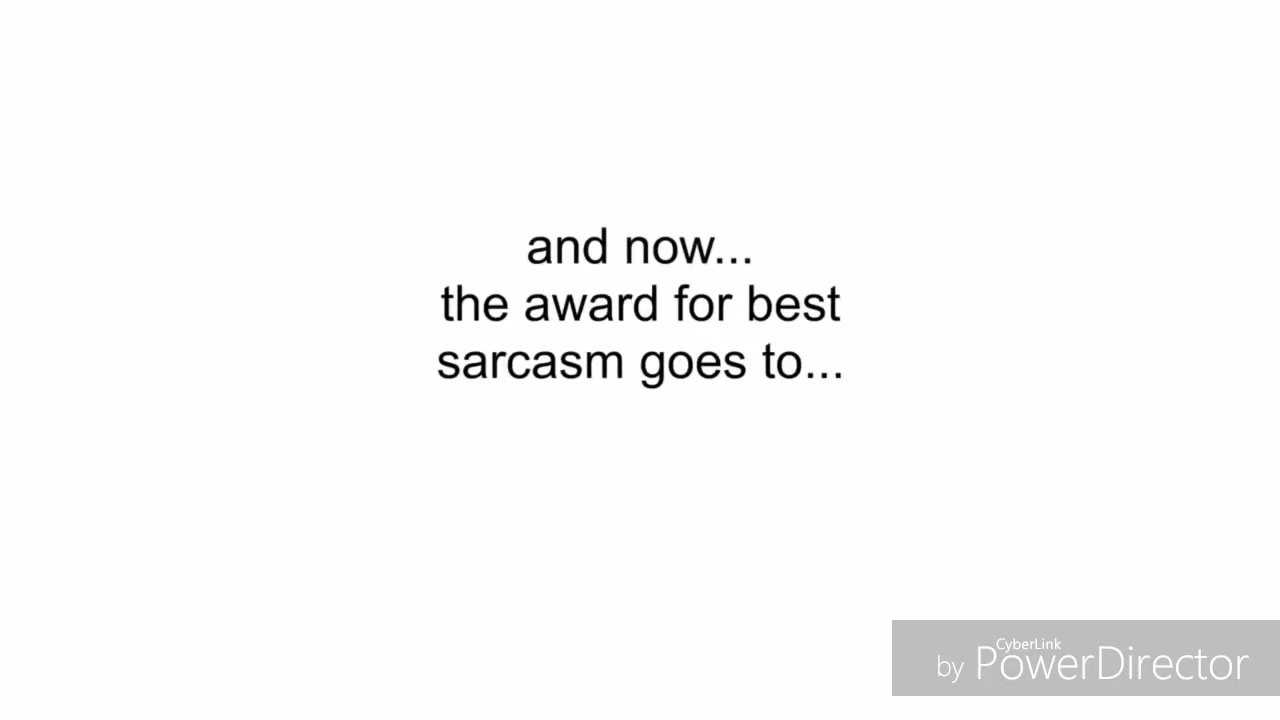 and now...
the award for best
sarcasm goes to...
CyberLink
by PowerDirector